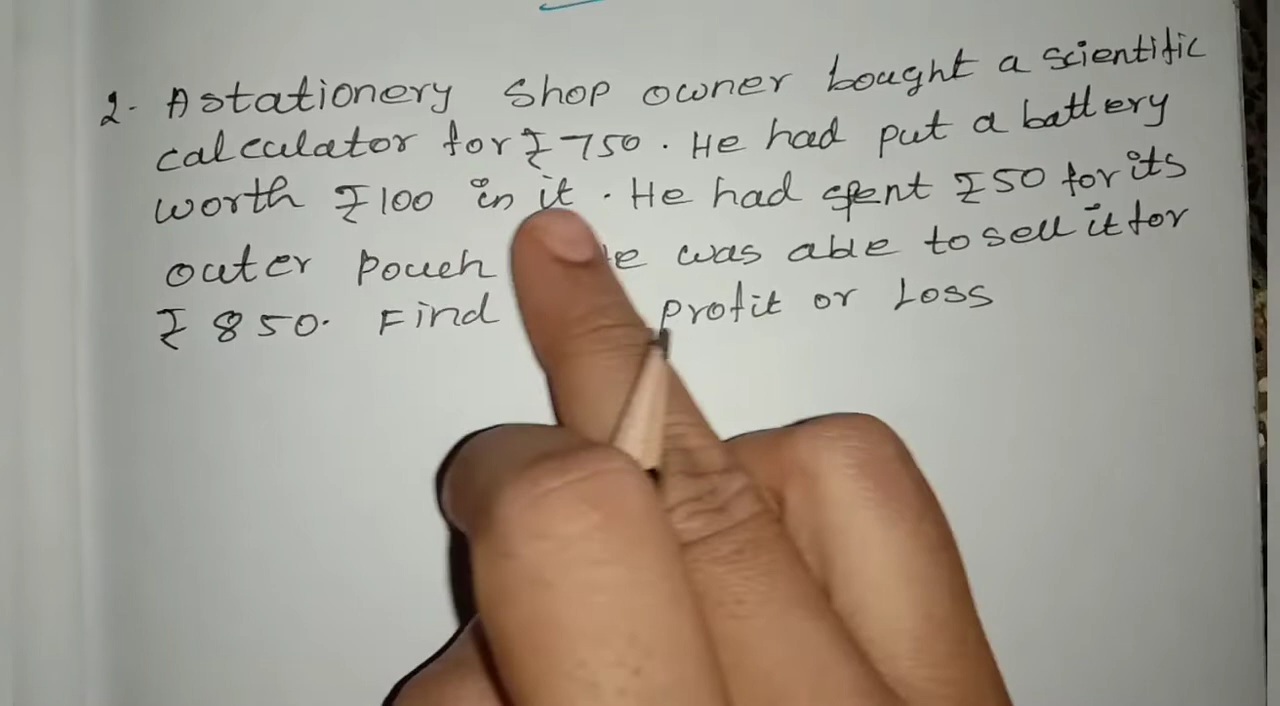 2. A stationery shop owner bought a scientific
calculator for ₹750. He had put a battery
worth ₹100 in it. He had spent ₹50 for its
outer pouch was able to sell it for
₹850. Find profit or Loss